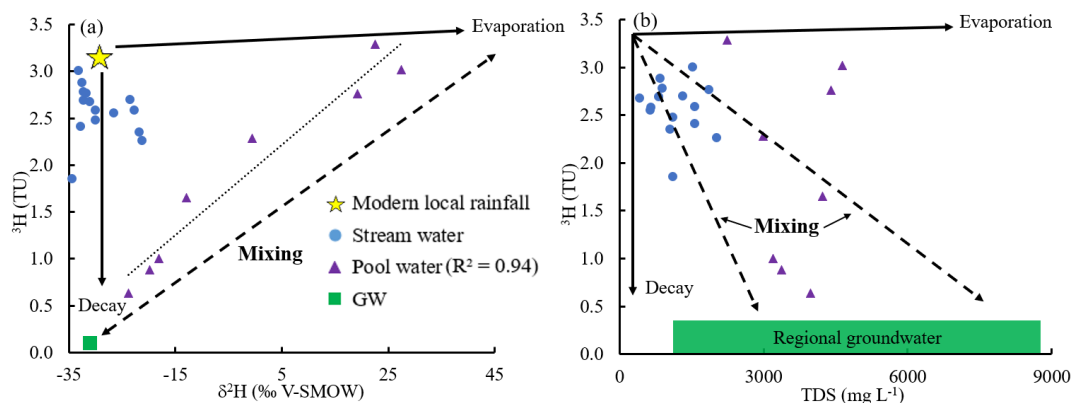 (a)
Evaporation
3.5
3.0
2.5
2.0
1.5
1.0
0.5
0.0
³H (TU)
Modern local rainfall
Stream water
Mixing
Pool water (R² = 0.94)
Decay
GW
-35
-15
5
25
45
δ²H (‰ V-SMOW)
(b)
Evaporation
3.5
3.0
2.5
2.0
1.5
1.0
0.5
0.0
³H (TU)
Mixing
Decay
Regional groundwater
0
3000
6000
9000
TDS (mg L⁻¹)